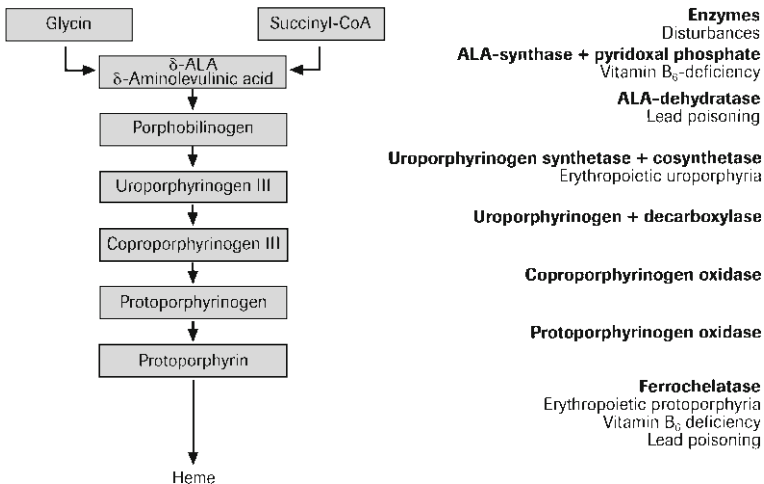 Glycin
Succinyl-CoA
δ-ALA
δ-Aminolevulinic acid
Porphobilinogen
Uroporphyrinogen III
Coproporphyrinogen III
Protoporphyrinogen
Protoporphyrin
Heme
Enzymes
Disturbances
ALA-synthase + pyridoxal phosphate
Vitamin B₆-deficiency
ALA-dehydratase
Lead poisoning
Uroporphyrinogen synthetase + cosynthetase
Erythropoietic uroporphyria
Uroporphyrinogen + decarboxylase
Coproporphyrinogen oxidase
Protoporphyrinogen oxidase
Ferrochelatase
Erythropoietic protoporphyria
Vitamin B₆ deficiency
Lead poisoning